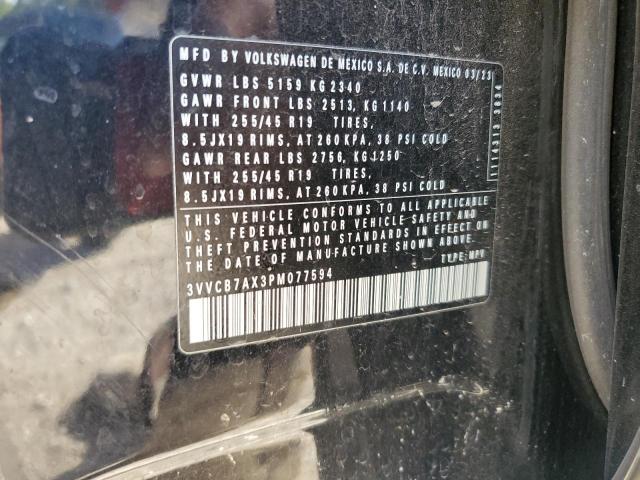 MFD BY VOLKSWAGEN DE MEXICO S.A. DE C.V. MEXICO 03/23
GVWR LBS 5159 KG 2340
GAWR FRONT LBS 2513, KG 1140
WITH 255/45 R19 TIRES,
8.5JX19 RIMS, AT 260 KPA, 38 PSI COLD
GAWR REAR LBS 2756, KG 1250
WITH 255/45 R19 TIRES,
8.5JX19 RIMS, AT 260 KPA, 38 PSI COLD
THIS VEHICLE CONFORMS TO ALL APPLICABLE
U.S. FEDERAL MOTOR VEHICLE SAFETY AND
THEFT PREVENTION STANDARDS IN EFFECT ON
THE DATE OF MANUFACTURE SHOWN ABOVE.
TYPE: MPV
3VVCB7AX3PM077594
1114313 3834